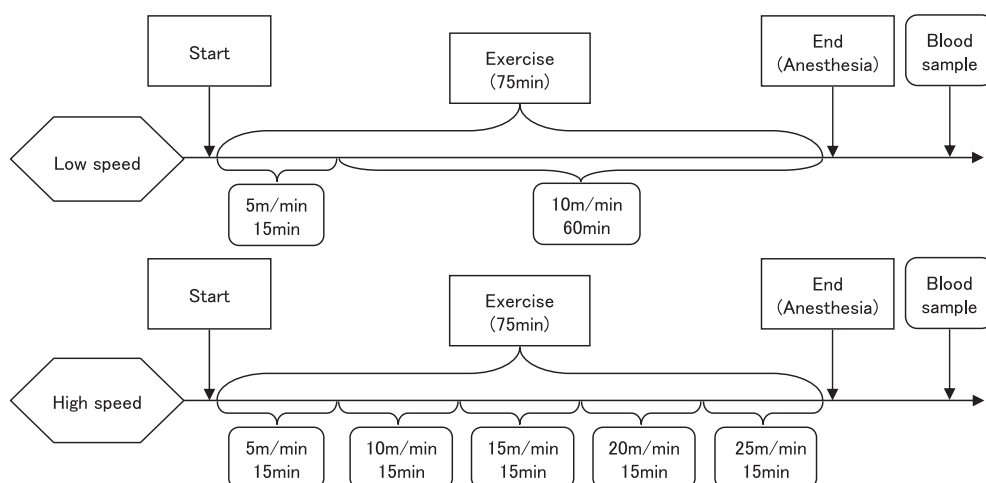 Start
Exercise
(75min)
End
(Anesthesia)
Blood
sample
Low speed
5m/min
15min
10m/min
60min
Start
Exercise
(75min)
End
(Anesthesia)
Blood
sample
High speed
5m/min
15min
10m/min
15min
15m/min
15min
20m/min
15min
25m/min
15min